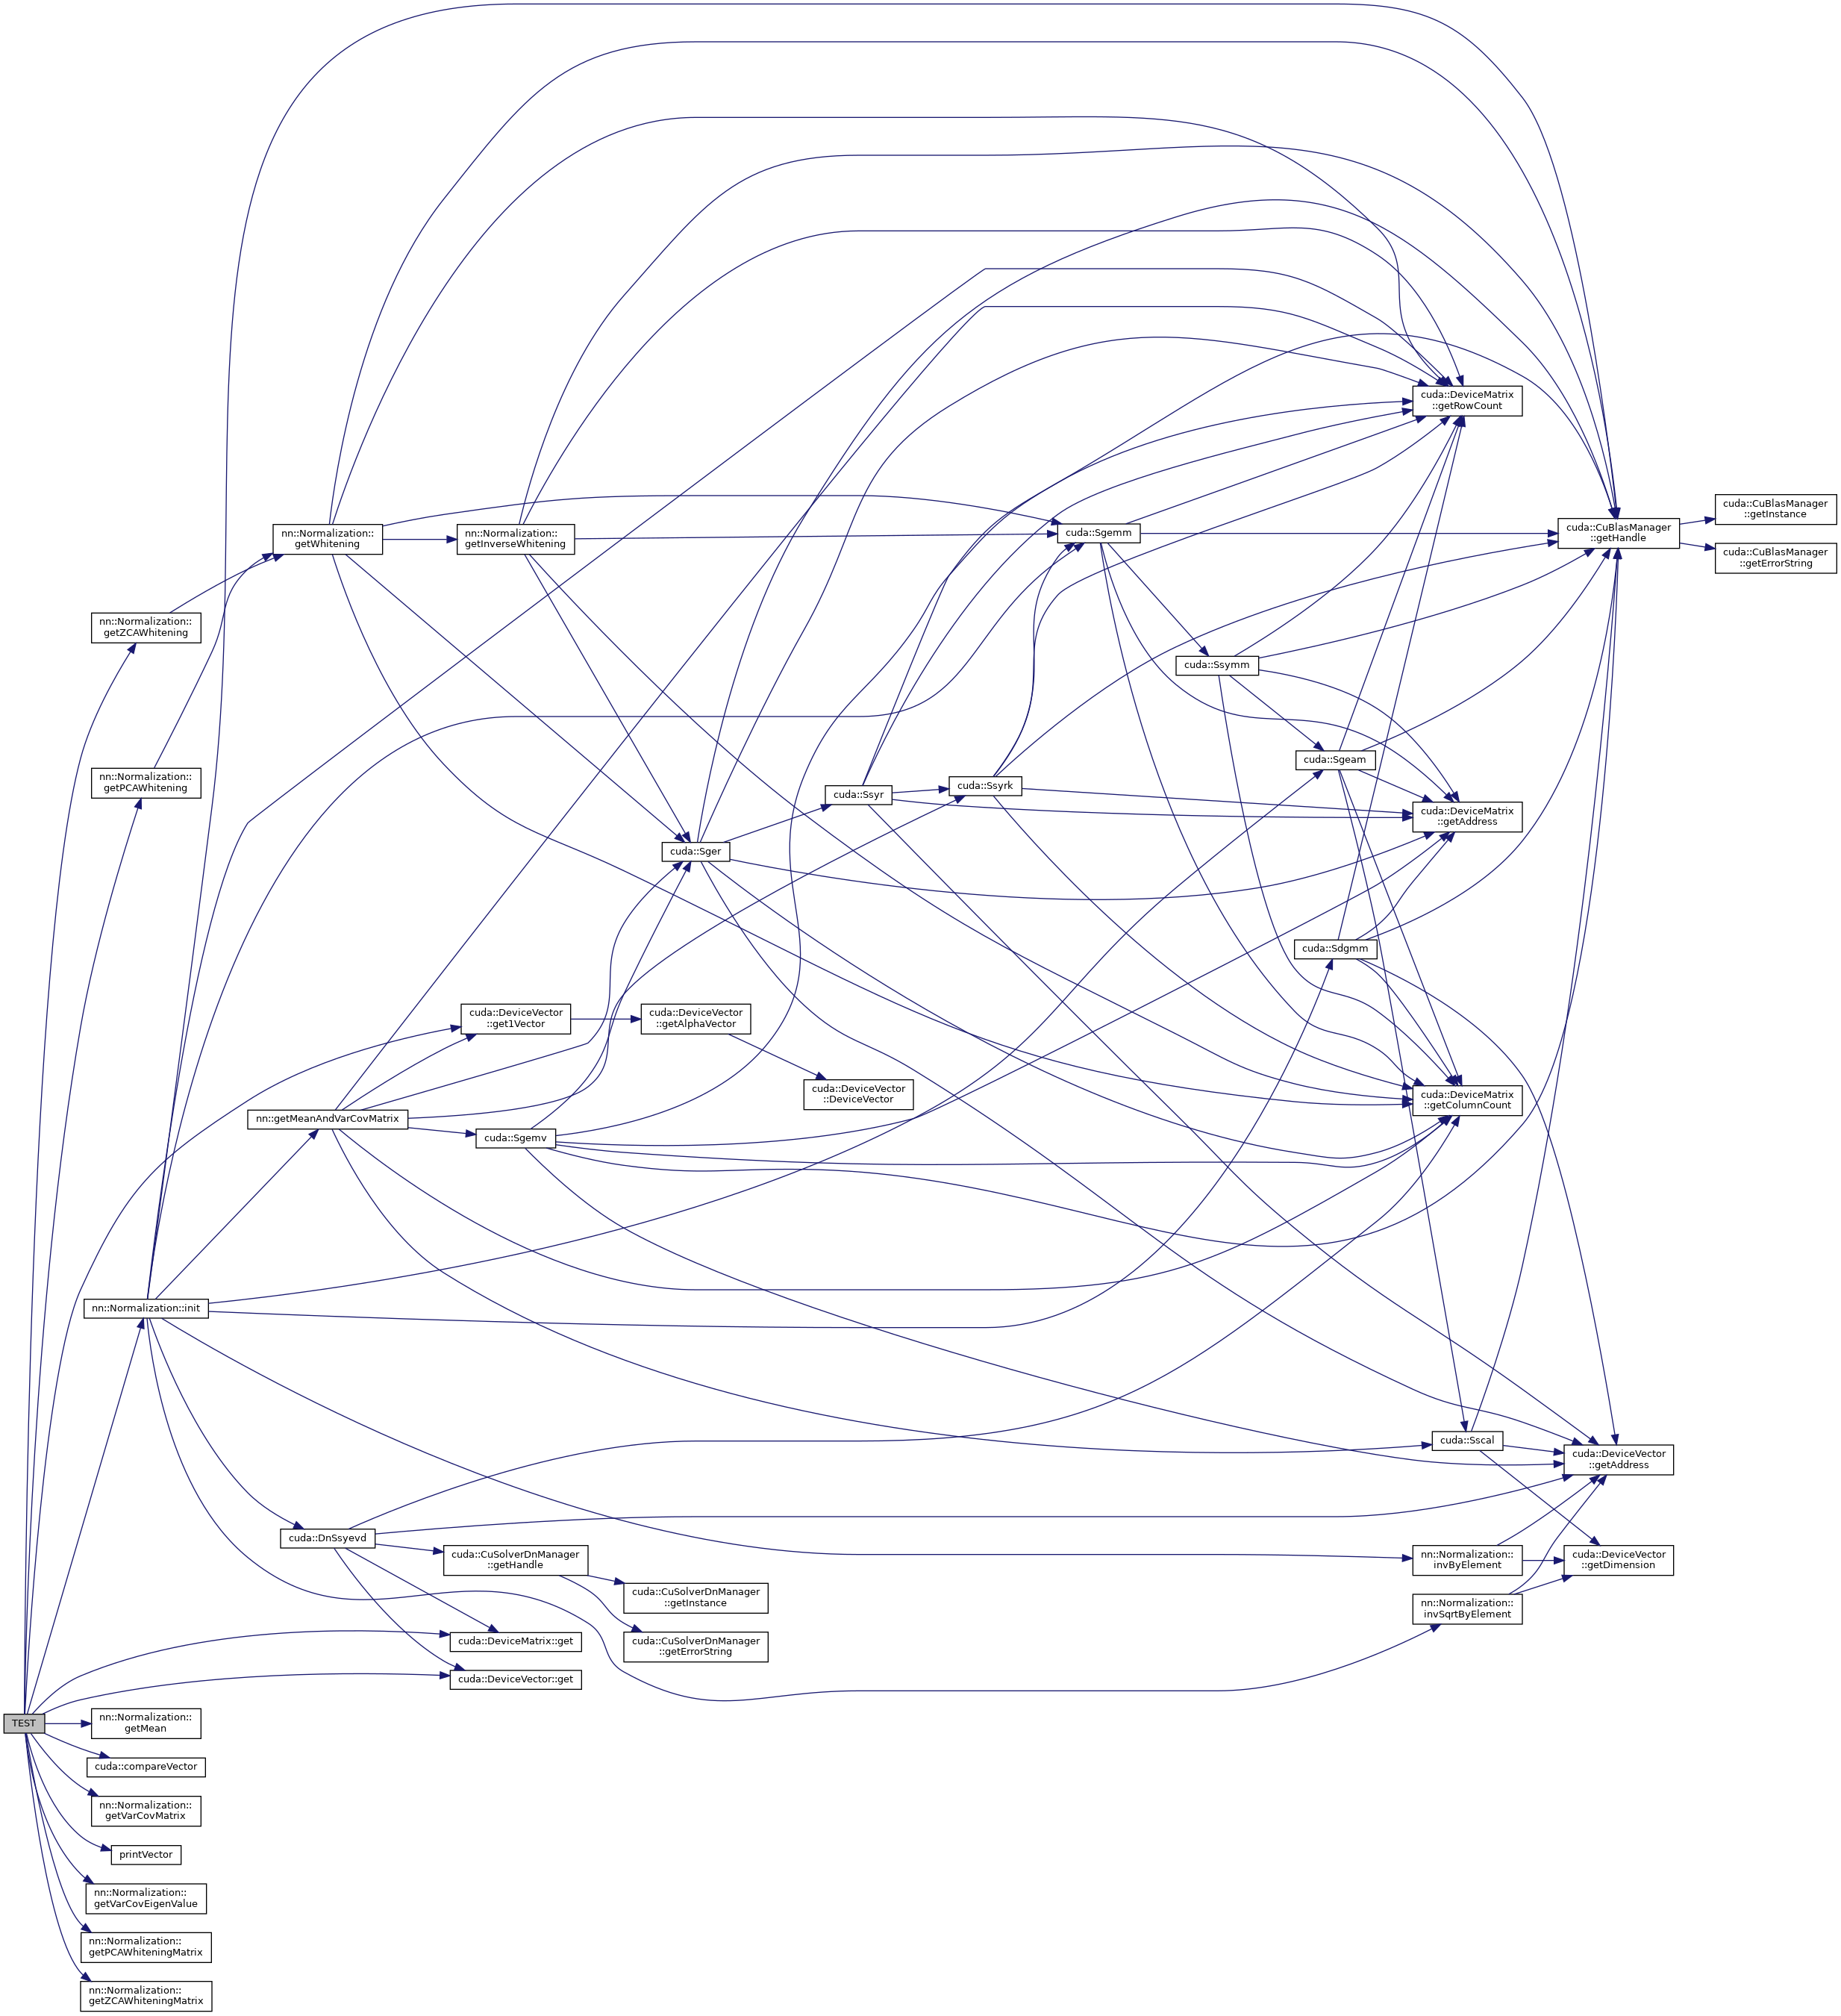 cuda::DeviceMatrix
::getRowCount
cuda::CuBlasManager
::getInstance
cuda::CuBlasManager
::getHandle
cuda::CuBlasManager
::getErrorString
nn::Normalization::
getWhitening
nn::Normalization::
getInverseWhitening
cuda::Sgemm
nn::Normalization::
getZCAWhitening
cuda::Ssymm
nn::Normalization::
getPCAWhitening
cuda::Sgeam
cuda::Ssyr
cuda::Ssyrk
cuda::DeviceMatrix
::getAddress
cuda::Sger
cuda::Sdgmm
cuda::DeviceVector
::get1Vector
cuda::DeviceVector
::getAlphaVector
cuda::DeviceVector
::DeviceVector
cuda::DeviceMatrix
::getColumnCount
nn::getMeanAndVarCovMatrix
cuda::Sgemv
nn::Normalization::init
cuda::Sscal
cuda::DeviceVector
::getAddress
cuda::DnSsyevd
cuda::CuSolverDnManager
::getHandle
nn::Normalization::
invByElement
cuda::DeviceVector
::getDimension
cuda::CuSolverDnManager
::getInstance
nn::Normalization::
invSqrtByElement
cuda::CuSolverDnManager
::getErrorString
cuda::DeviceMatrix::get
cuda::DeviceVector::get
TEST
nn::Normalization::
getMean
cuda::compareVector
nn::Normalization::
getVarCovMatrix
printVector
nn::Normalization::
getVarCovEigenValue
nn::Normalization::
getPCAWhiteningMatrix
nn::Normalization::
getZCAWhiteningMatrix